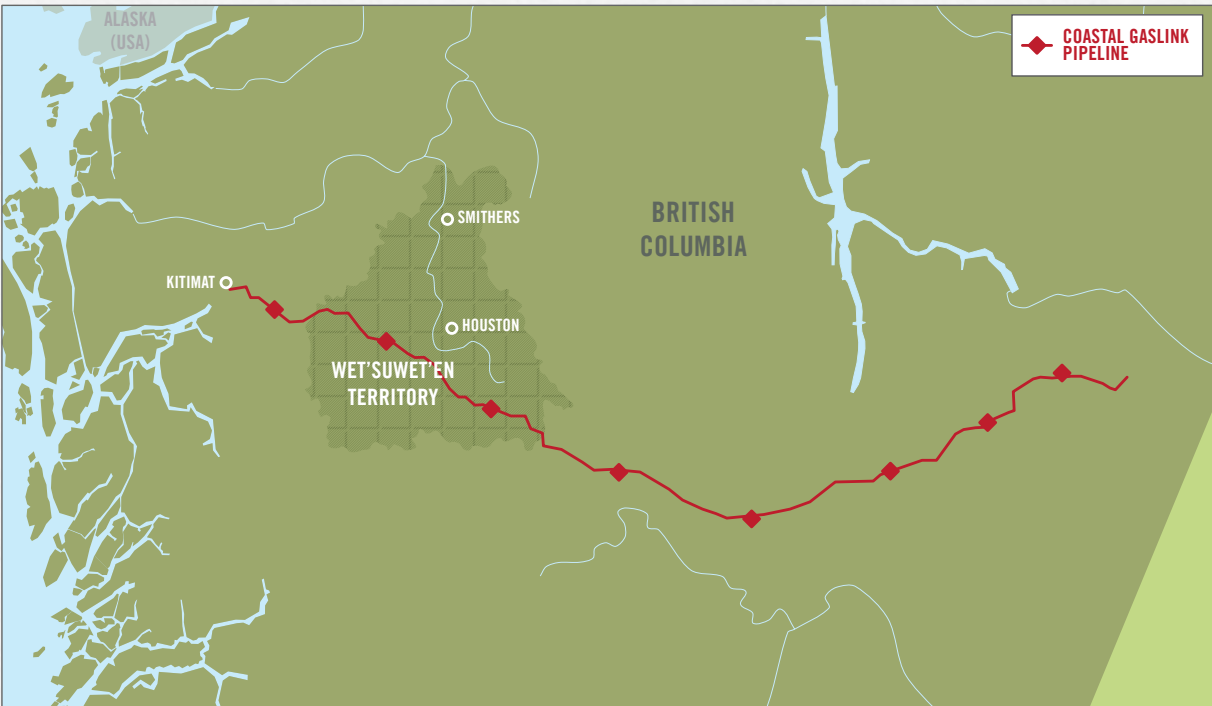 ALASKA
(USA)
COASTAL GASLINK
PIPELINE
BRITISH
COLUMBIA
SMITHERS
KITIMAT
HOUSTON
WET'SUWET'EN
TERRITORY